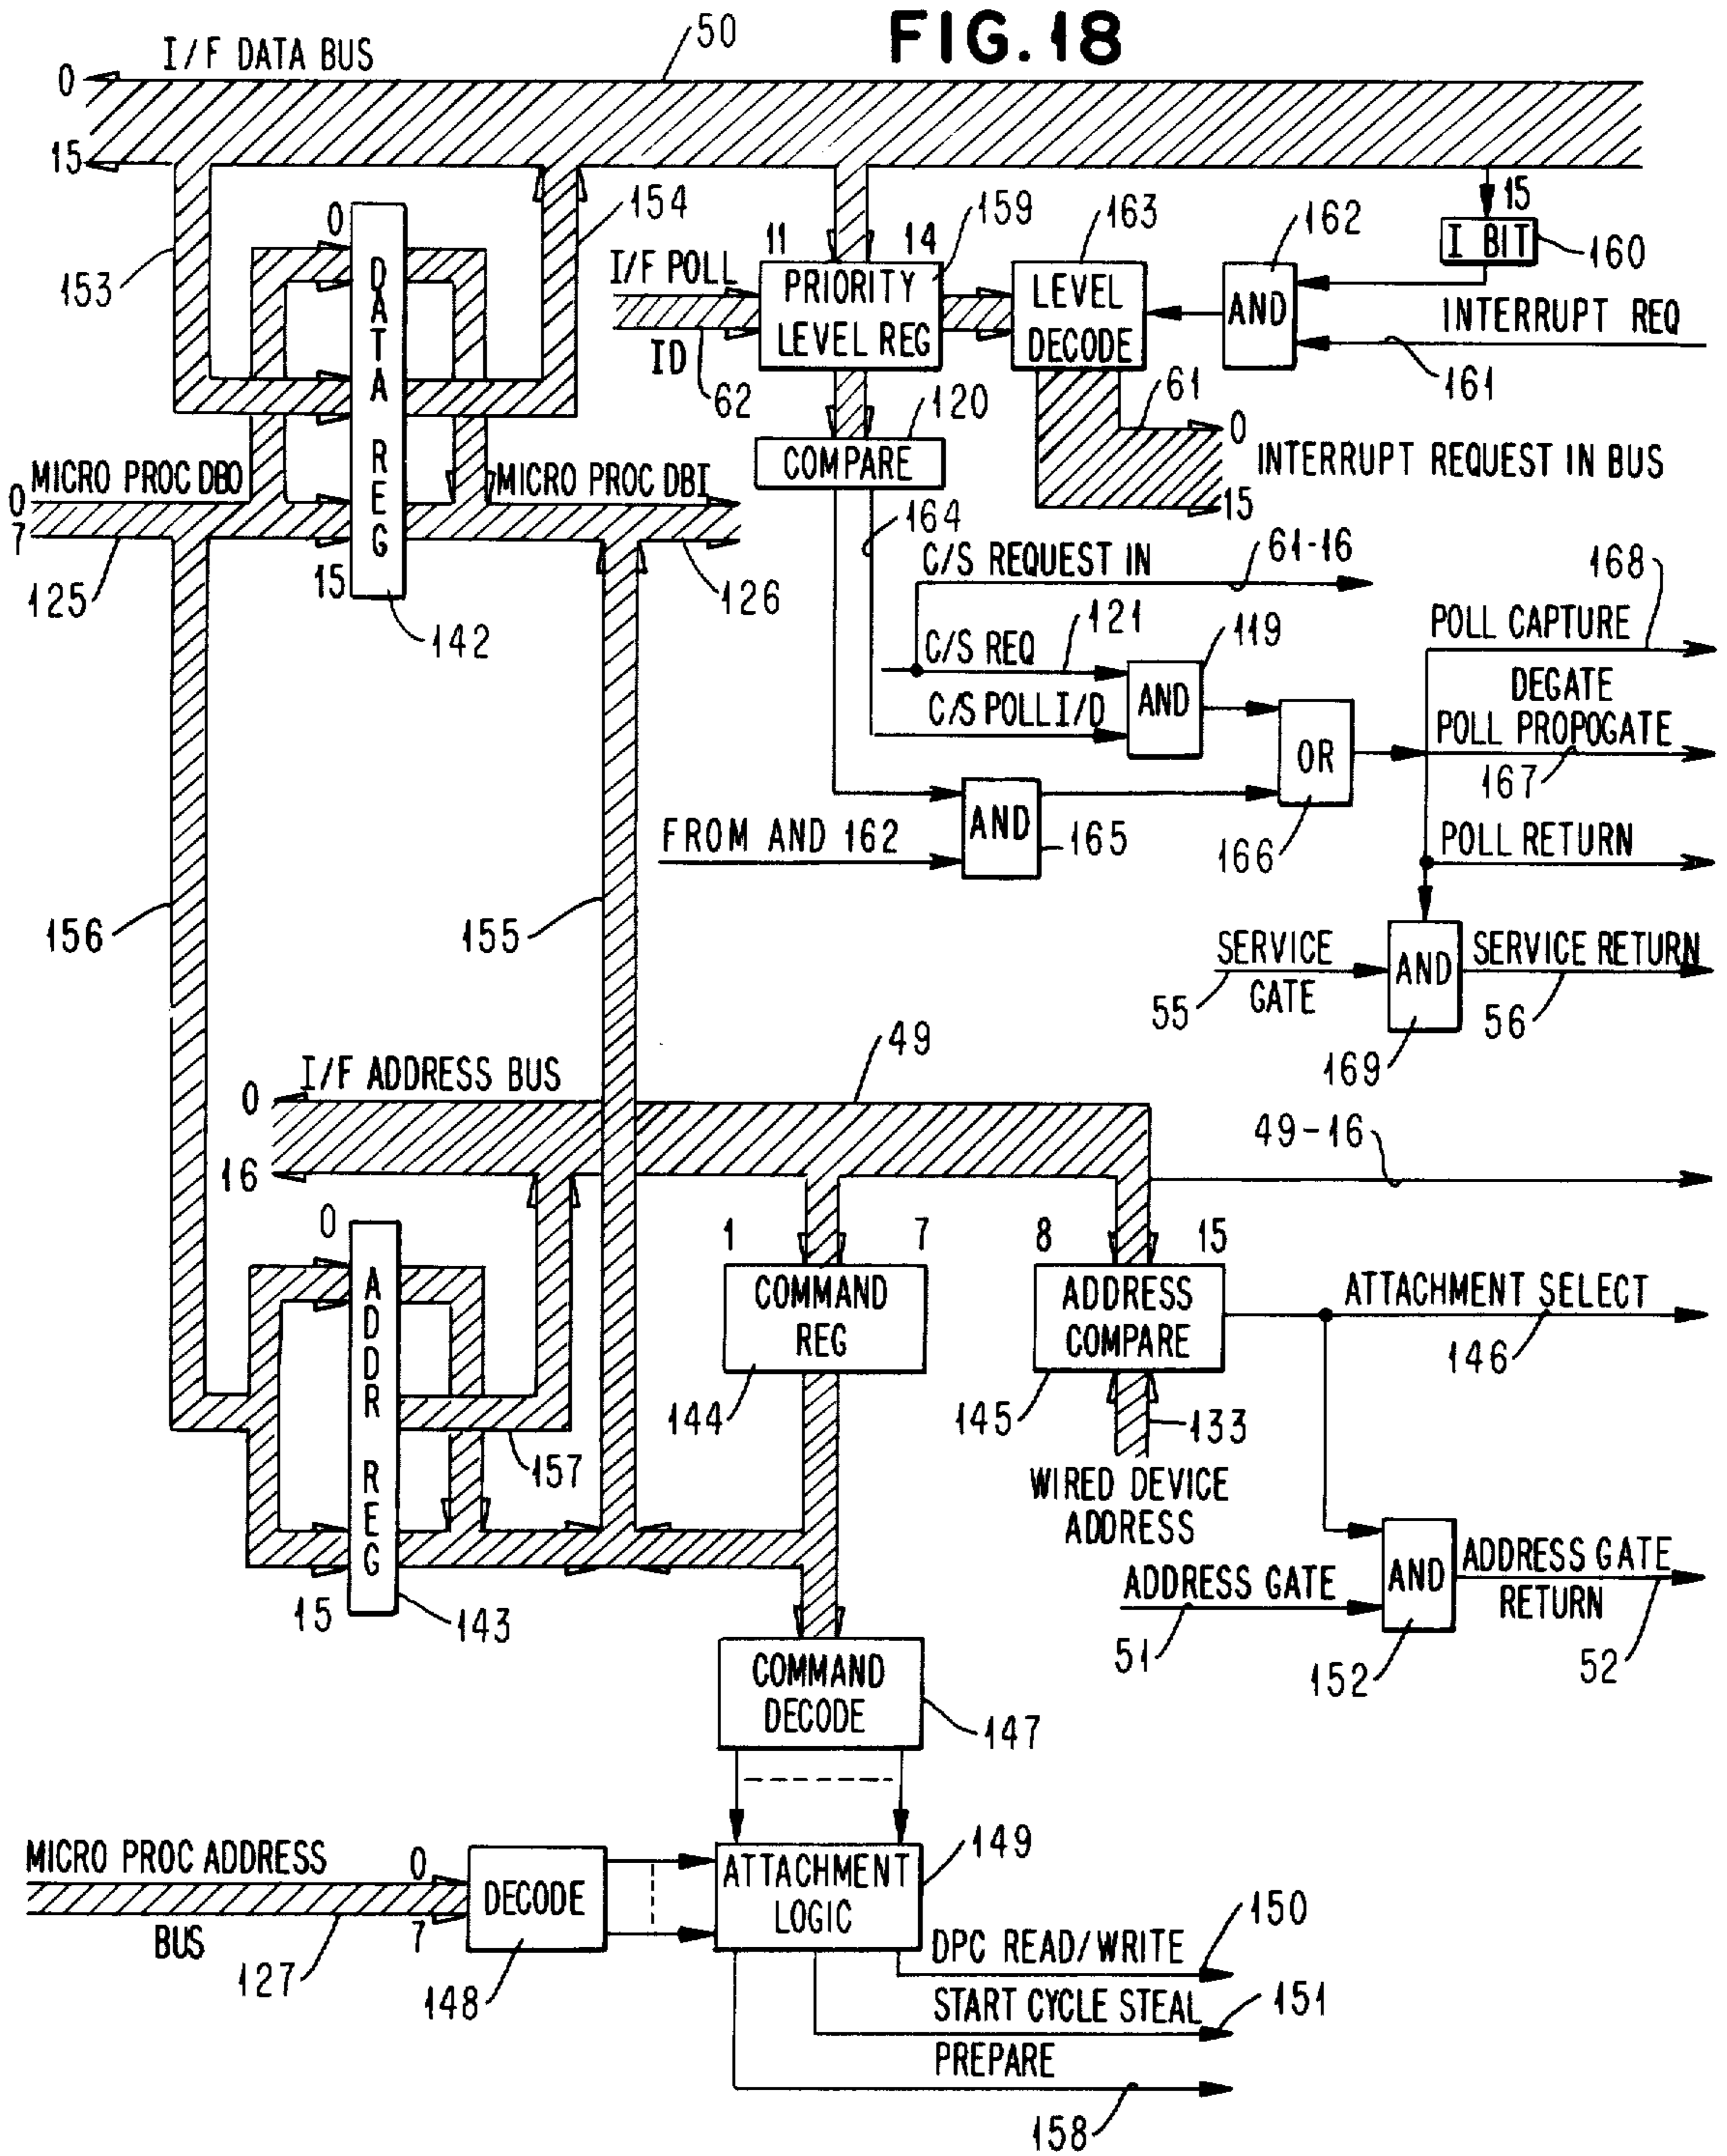 FIG. 18
50
I/F DATA BUS
0
15
153
0
DATA REG
15
142
154
I/F POLL
ID
62
11
14
159
PRIORITY
LEVEL REG
163
LEVEL
DECODE
162
AND
15
I BIT
160
INTERRUPT REQ
161
120
COMPARE
61
0
INTERRUPT REQUEST IN BUS
15
MICRO PROC DBO
0
7
125
MICRO PROC DBI
126
164
C/S REQUEST IN
61-16
C/S REQ
121
119
C/S POLL I/D
AND
168
POLL CAPTURE
DEGATE
POLL PROPOGATE
167
OR
166
FROM AND 162
AND
165
POLL RETURN
156
155
SERVICE
GATE
55
AND
169
SERVICE RETURN
56
I/F ADDRESS BUS
49
0
16
49-16
0
ADDR REG
15
143
157
1
7
COMMAND
REG
144
8
15
ADDRESS
COMPARE
145
133
WIRED DEVICE
ADDRESS
ATTACHMENT SELECT
146
ADDRESS GATE
51
AND
152
ADDRESS GATE
RETURN
52
COMMAND
DECODE
147
MICRO PROC ADDRESS
BUS
0
7
127
DECODE
148
ATTACHMENT
LOGIC
149
DPC READ/WRITE
150
START CYCLE STEAL
151
PREPARE
158